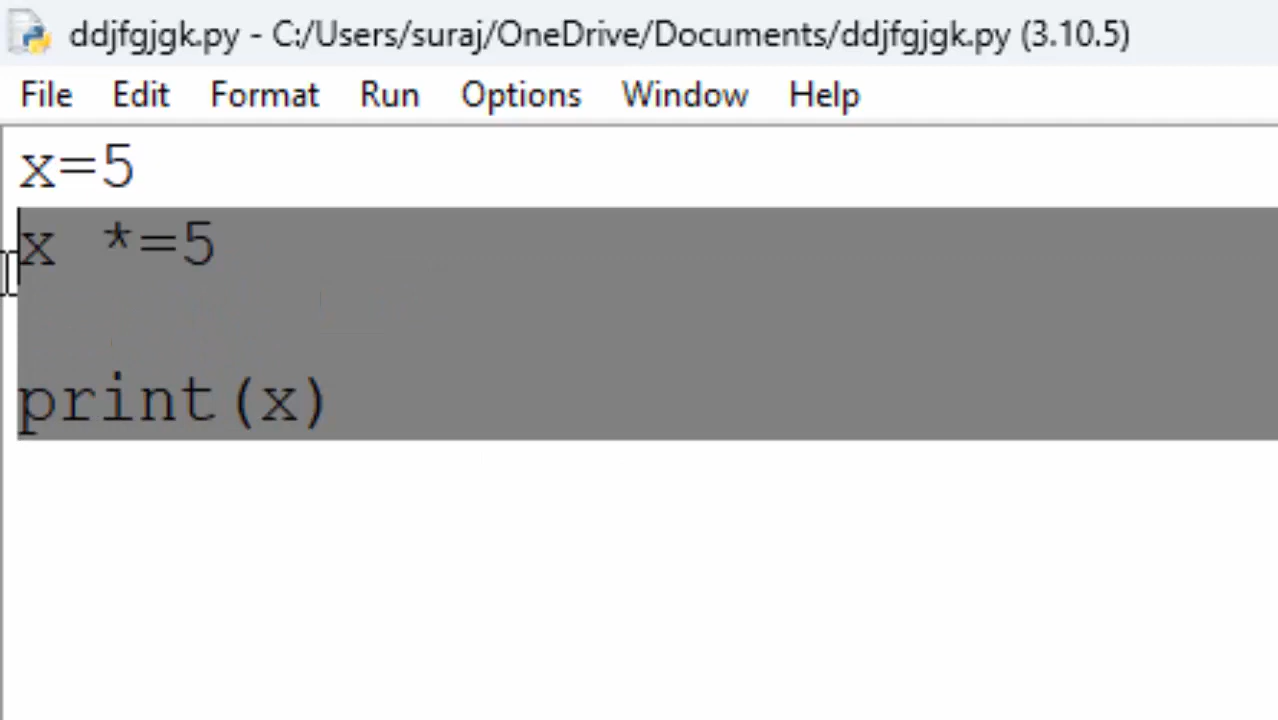 ddjfgjgk.py - C:/Users/suraj/OneDrive/Documents/ddjfgjgk.py (3.10.5)
File Edit Format Run Options Window Help
x=5
x *=5
print(x)